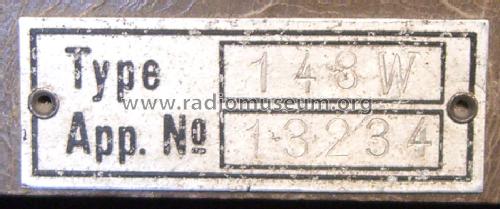 Type 148W
www.radiomuseum.org
App. No 13234